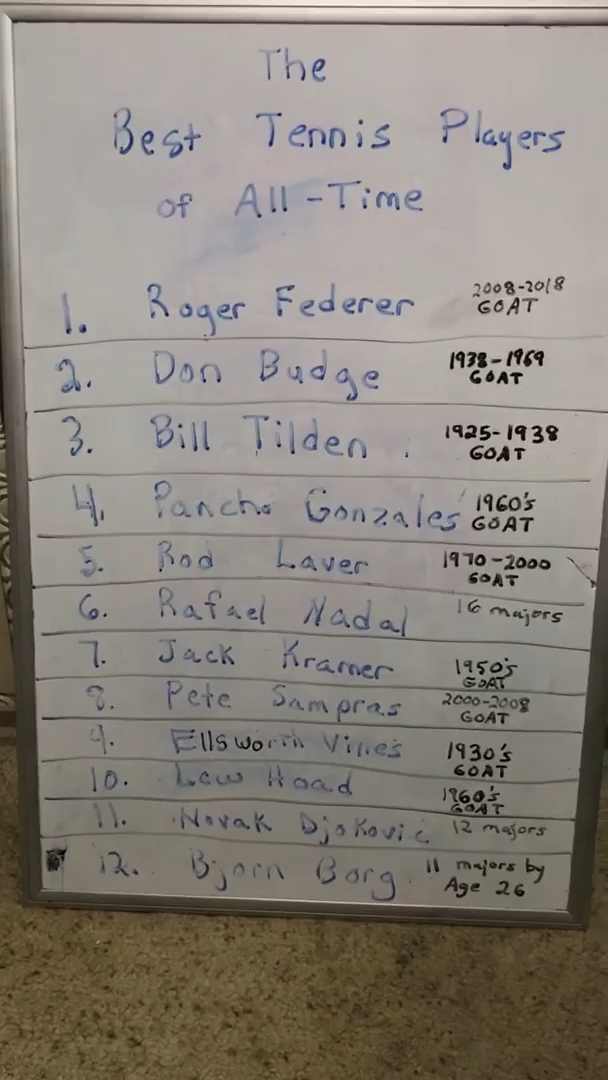 The
Best Tennis Players
of All-Time
1. Roger Federer 2008-2018 GOAT
2. Don Budge 1938-1969 GOAT
3. Bill Tilden 1925-1938 GOAT
4. Pancho Gonzales 1960's GOAT
5. Rod Laver 1970-2000 GOAT
6. Rafael Nadal 16 majors
7. Jack Kramer 1950's GOAT
8. Pete Sampras 2000-2008 GOAT
9. Ellsworth Vines 1930's GOAT
10. Lew Hoad 1960's GOAT
11. Novak Djokovic 12 majors
12. Bjorn Borg 11 majors by Age 26